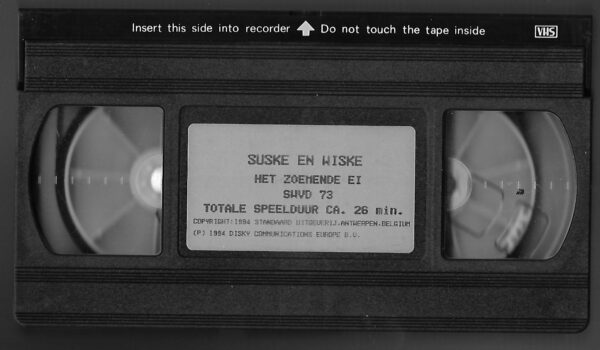 Insert this side into recorder Do not touch the tape inside VHS
SUSKE EN WISKE
HET ZOEMENDE EI
SWVD 73
TOTALE SPEELDUUR CA. 26 min.
COPYRIGHT:1994 STANDAARD UITGEVERIJ.ANTWERPEN.BELGIUM
(P) 1994 DISKY COMMUNICATIONS EUROPE B.V.